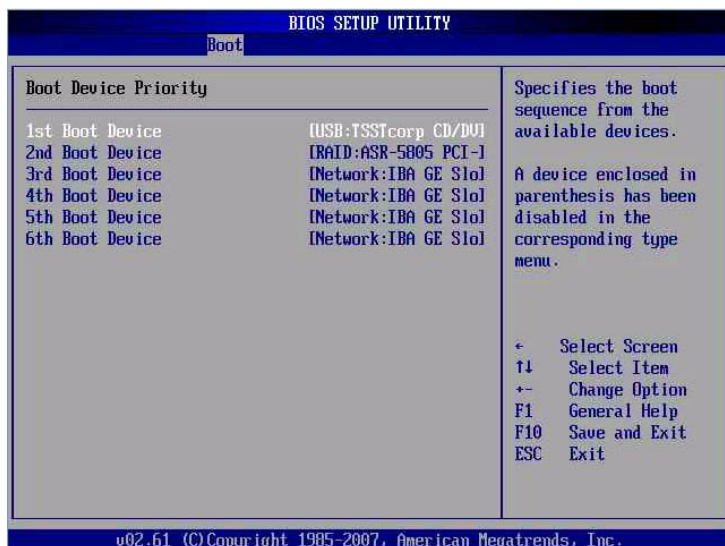 BIOS SETUP UTILITY
Boot
Boot Device Priority
1st Boot Device [USB:TSSTcorp CD/DV]
2nd Boot Device [RAID:ASR-5805 PCI-]
3rd Boot Device [Network:IBA GE Slo]
4th Boot Device [Network:IBA GE Slo]
5th Boot Device [Network:IBA GE Slo]
6th Boot Device [Network:IBA GE Slo]
Specifies the boot
sequence from the
available devices.
A device enclosed in
parenthesis has been
disabled in the
corresponding type
menu.
← Select Screen
↑↓ Select Item
+- Change Option
F1 General Help
F10 Save and Exit
ESC Exit
v02.61 (C)Copyright 1985-2007, American Megatrends, Inc.